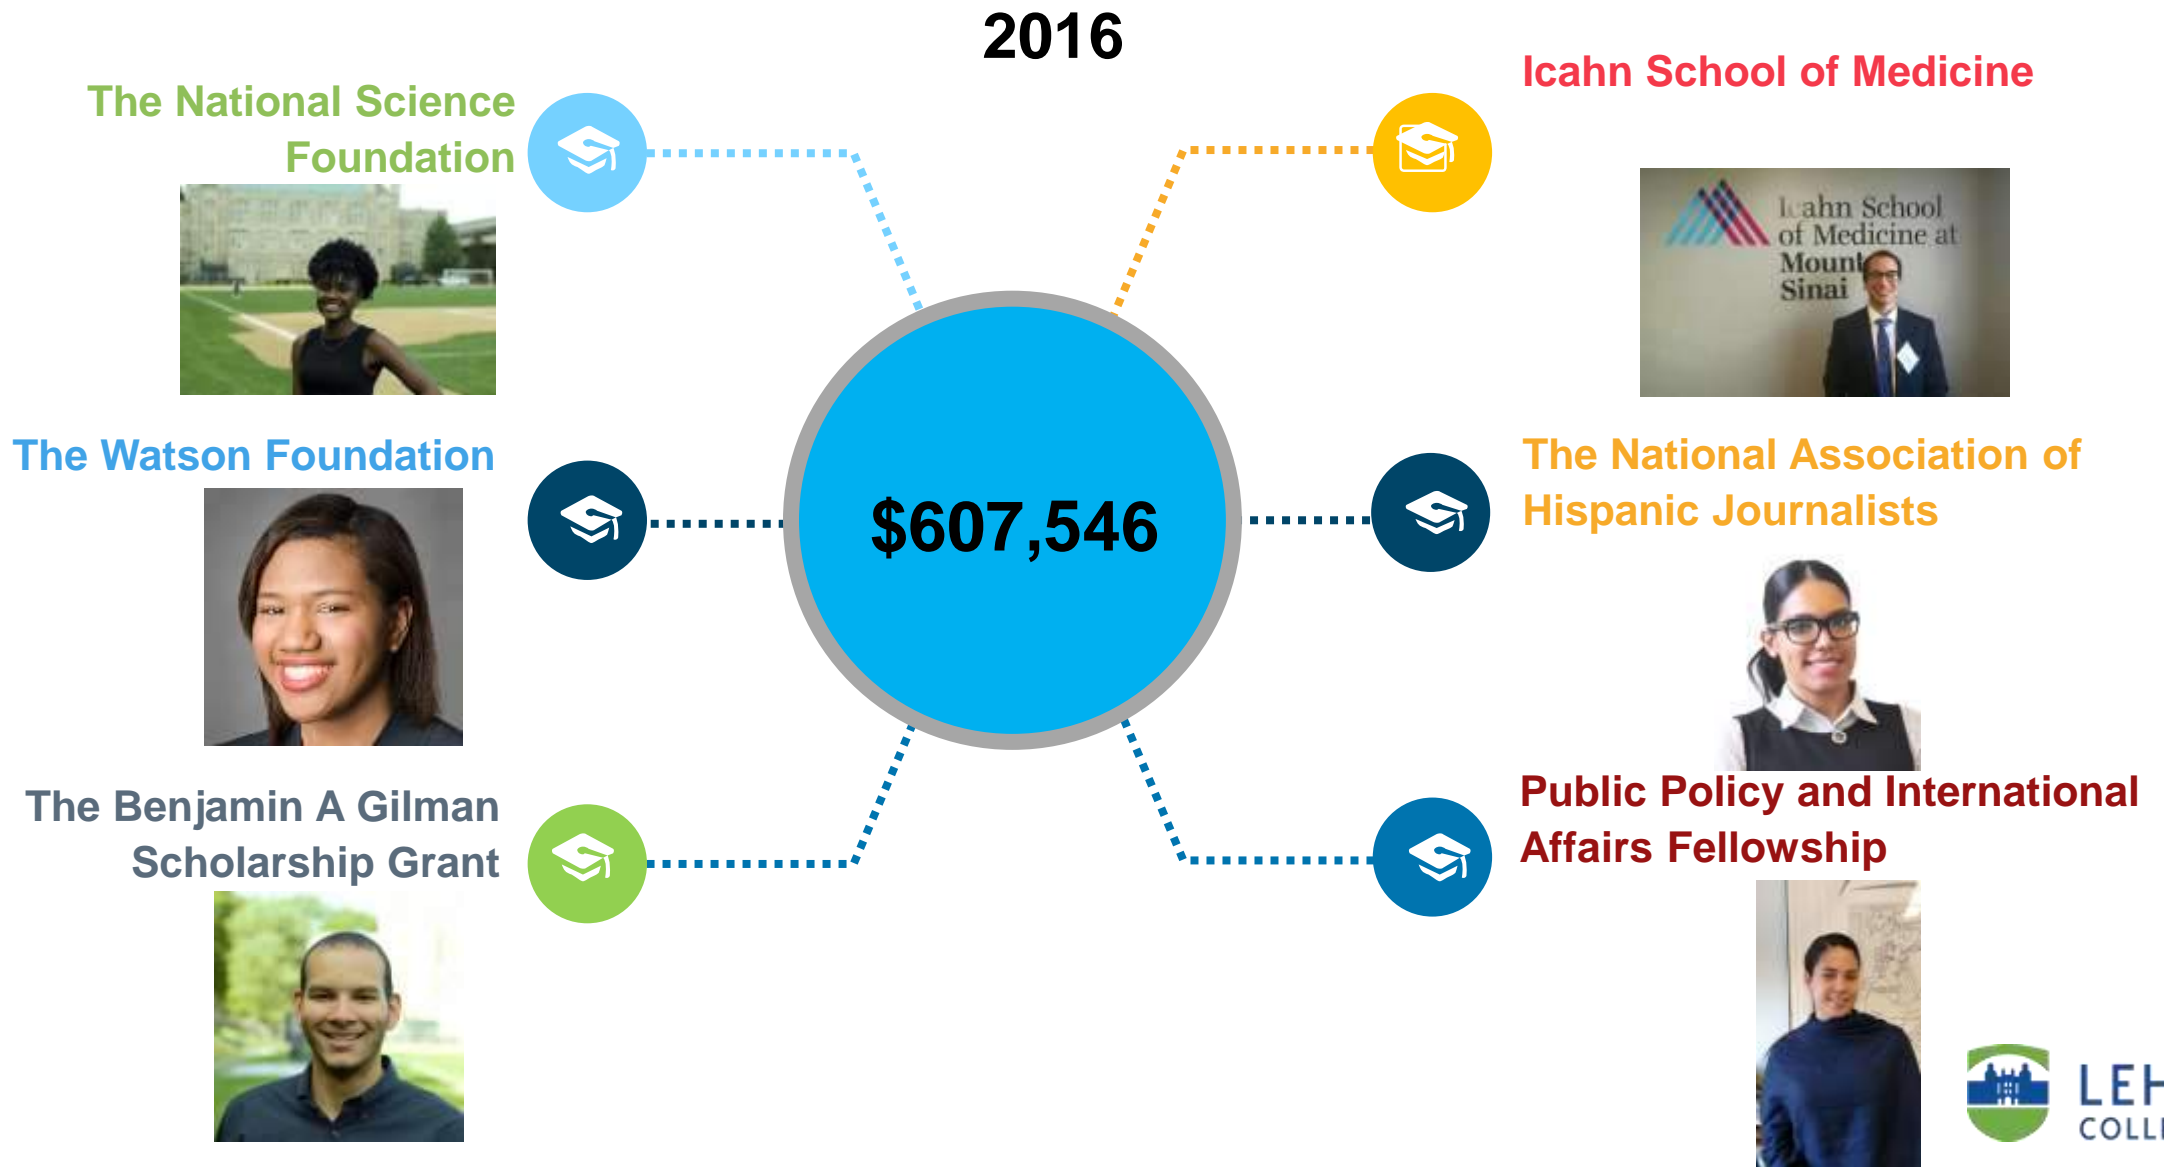 2016
The National Science
Foundation
Icahn School of Medicine
Icahn School
of Medicine at
Mount
Sinai
The Watson Foundation
The National Association of
Hispanic Journalists
$607,546
The Benjamin A Gilman
Scholarship Grant
Public Policy and International
Affairs Fellowship
LEH
COLLE